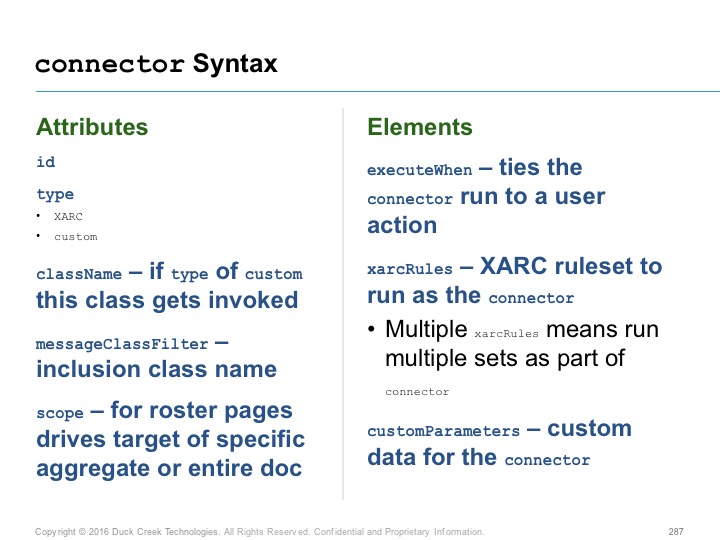 connector Syntax
Attributes
id
type
• XARC
• custom
className – if type of custom
this class gets invoked
messageClassFilter –
inclusion class name
scope – for roster pages
drives target of specific
aggregate or entire doc
Elements
executeWhen – ties the
connector run to a user
action
xarcRules – XARC ruleset to
run as the connector
• Multiple xarcRules means run
multiple sets as part of
connector
customParameters – custom
data for the connector
Copyright © 2016 Duck Creek Technologies. All Rights Reserved. Confidential and Proprietary Information.
287